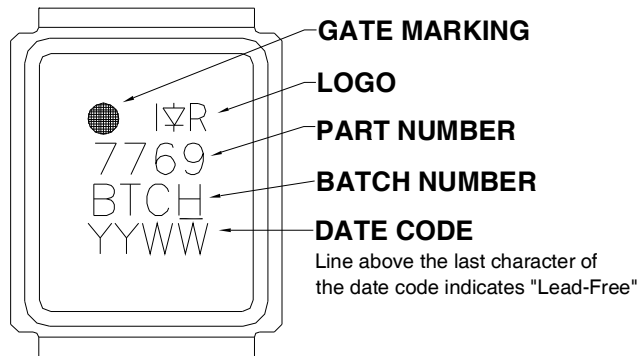 GATE MARKING
I R
LOGO
7769
PART NUMBER
BTCH
BATCH NUMBER
YYWW
DATE CODE
Line above the last character of
the date code indicates "Lead-Free"